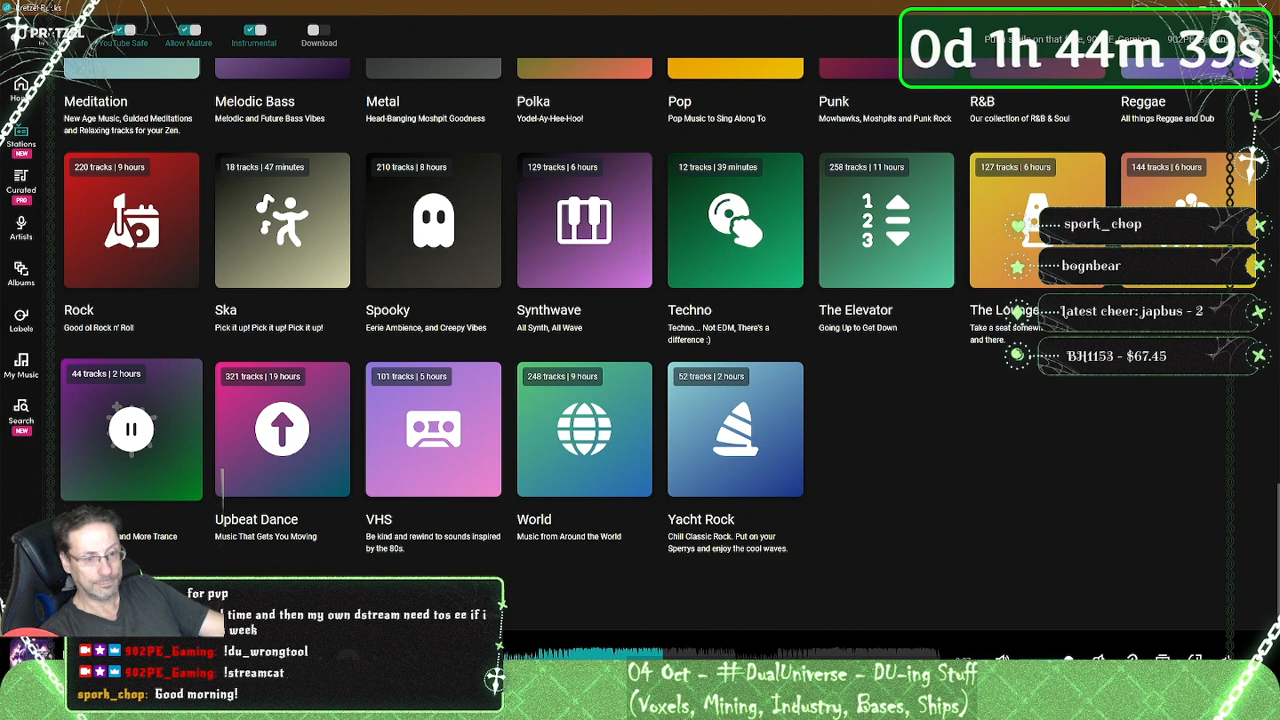 PRETZEL
YouTube Safe
Allow Mature
Instrumental
Download
0d 1h 44m 39s
Home
Stations
NEW
Curated
PRO
Artists
Albums
Labels
My Music
Search
NEW
Meditation
New Age Music, Guided Meditations
and Relaxing tracks for your Zen.
Melodic Bass
Melodic and Future Bass Vibes
Metal
Head-Banging Moshpit Goodness
Polka
Yodel-Ay-Hee-Hoo!
Pop
Pop Music to Sing Along To
Punk
Mowhawks, Moshpits and Punk Rock
R&B
Our collection of R&B & Soul
Reggae
All things Reggae and Dub
220 tracks | 9 hours
18 tracks | 47 minutes
210 tracks | 8 hours
129 tracks | 6 hours
12 tracks | 39 minutes
258 tracks | 11 hours
127 tracks | 6 hours
144 tracks | 6 hours
1
2
3
spork_chop
bognbear
latest cheer: japbus - 2
BH1153 - $67.45
Rock
Good ol Rock n' Roll
Ska
Pick it up! Pick it up! Pick it up!
Spooky
Eerie Ambience, and Creepy Vibes
Synthwave
All Synth, All Wave
Techno
Techno... Not EDM, There's a
difference :)
The Elevator
Going Up to Get Down
The Lounge
Take a seat
and there.
44 tracks | 2 hours
321 tracks | 19 hours
101 tracks | 5 hours
248 tracks | 9 hours
52 tracks | 2 hours
and More Trance
Upbeat Dance
Music That Gets You Moving
VHS
Be kind and rewind to sounds inspired
by the 80s.
World
Music from Around the World
Yacht Rock
Chill Classic Rock. Put on your
Sperrys and enjoy the cool waves.
for pvp
time and then my own dstream need tos ee if i
week
902PE_Gaming: !du_wrongtool
902PE_Gaming: !streamcat
spork_chop: Good morning!
04 Oct - #DualUniverse - DU-ing Stuff
(Voxels, Mining, Industry, Bases, Ships)